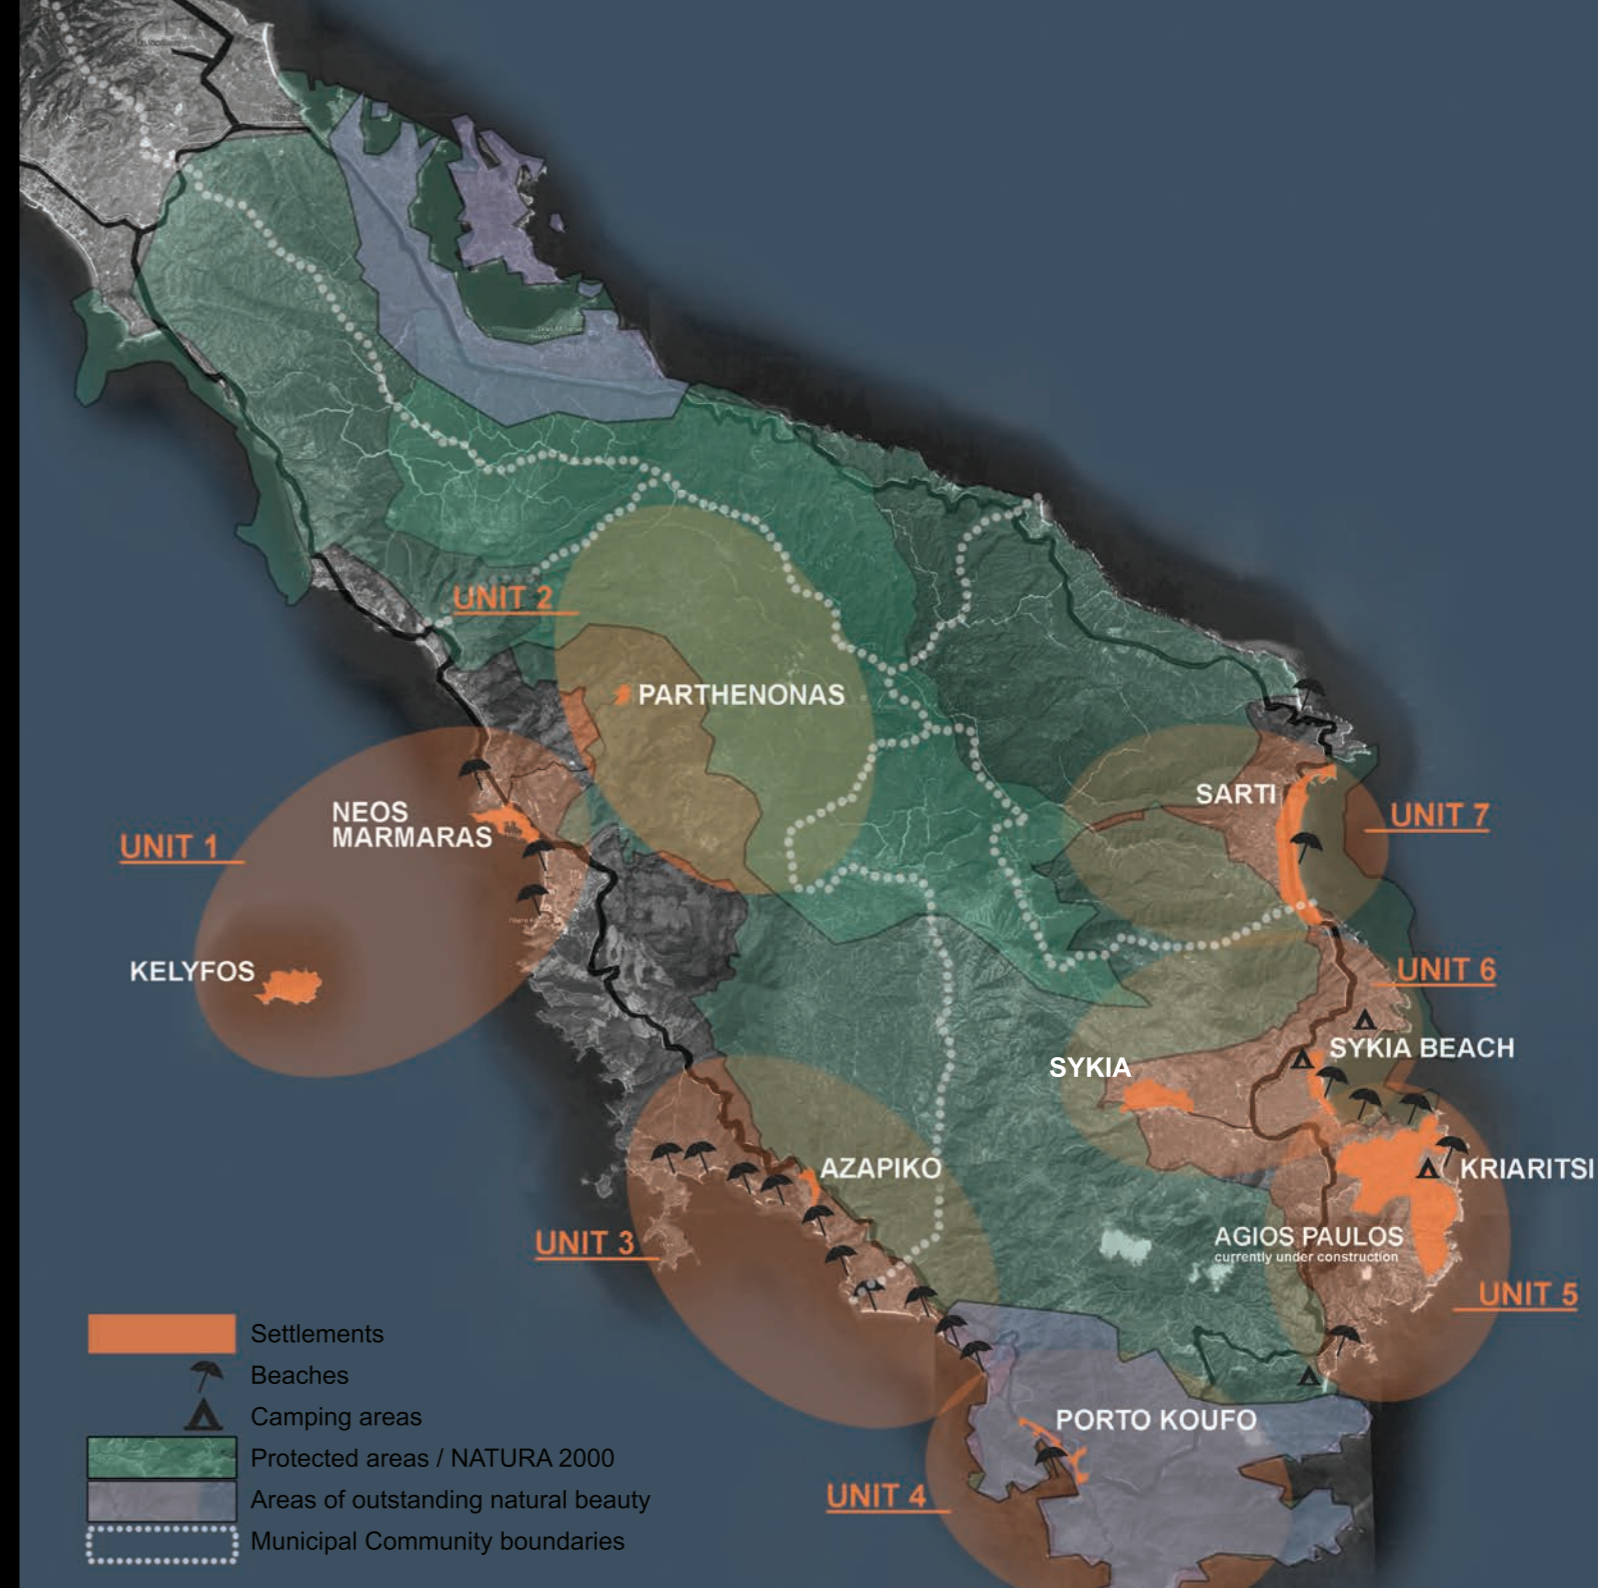 UNIT 2
PARTHENONAS
NEOS
MARMARAS
UNIT 1
SARTI
UNIT 7
KELYFOS
UNIT 6
SYKIA BEACH
SYKIA
AZAPIKO
KRIARITSI
UNIT 3
AGIOS PAULOS
currently under construction
UNIT 5
PORTO KOUFO
UNIT 4
Settlements
Beaches
Camping areas
Protected areas / NATURA 2000
Areas of outstanding natural beauty
Municipal Community boundaries